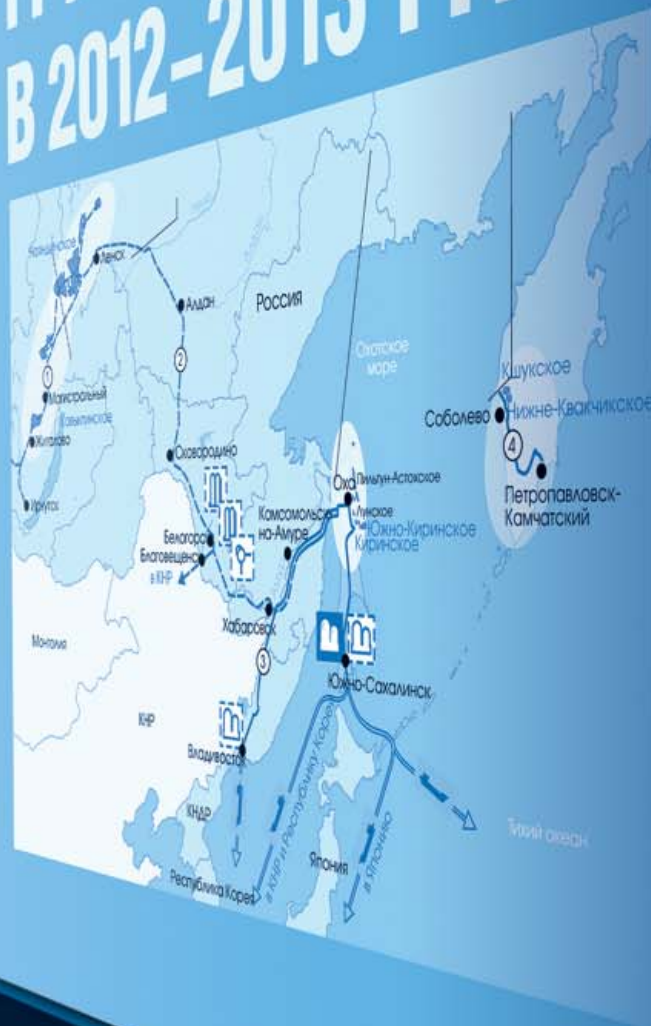 В 2012–2013 ГГ
Чаяндинское
Ленск
Алдан
Россия
Охотское
море
1
2
Магистральный
Ковыктинское
Жигалово
Иркутск
Сковородино
Кшукское
Соболево
Нижне-Квакчикское
4
Петропавловск-
Камчатский
Оха
Пильтун-Астохское
Лунское
Южно-Киринское
Киринское
Комсомольск-
на-Амуре
Белогорск
Благовещенск
в КНР
Хабаровск
3
Монголия
КНР
Южно-Сахалинск
Владивосток
КНДР
Республика Корея
в КНР и Республику Корея
Япония
в Японию
Тихий океан